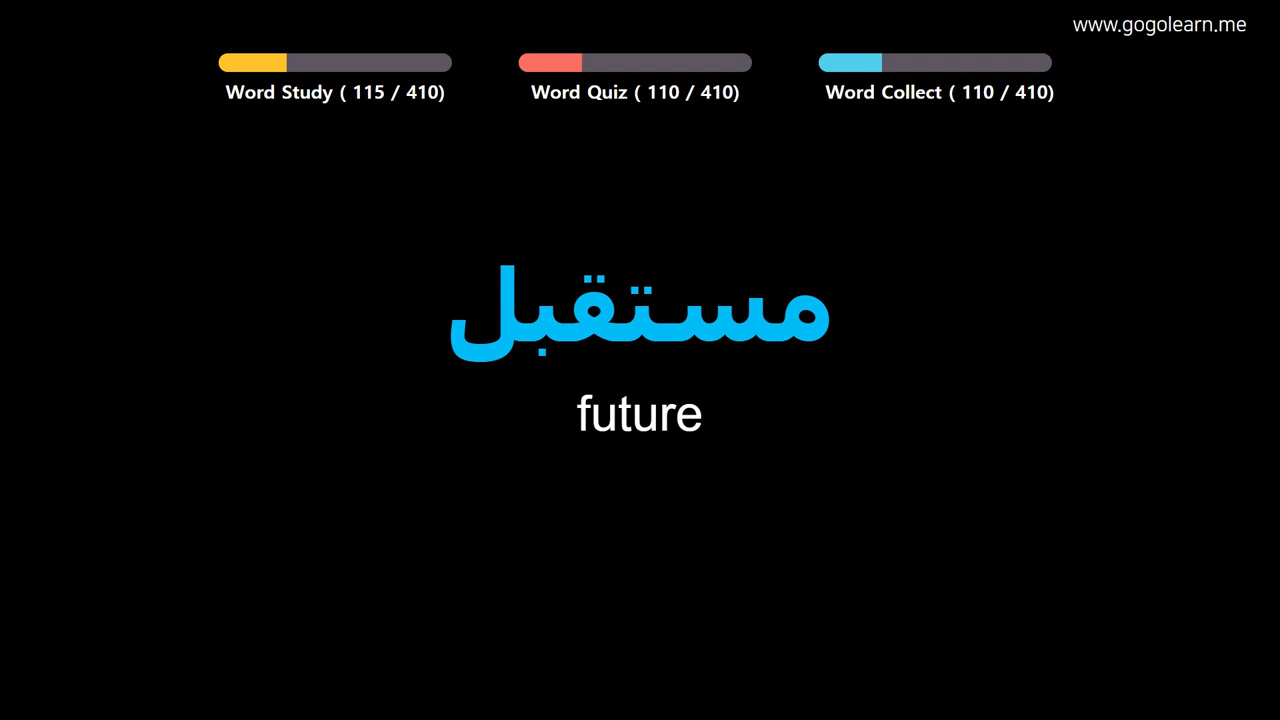 www.gogolearn.me
Word Study ( 115 / 410)
Word Quiz ( 110 / 410)
Word Collect ( 110 / 410)
مستقبل
future